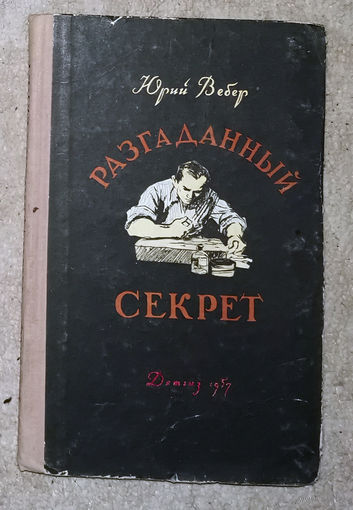 Юрий Вебер
РАЗГАДАННЫЙ
СЕКРЕТ
Детгиз 1957